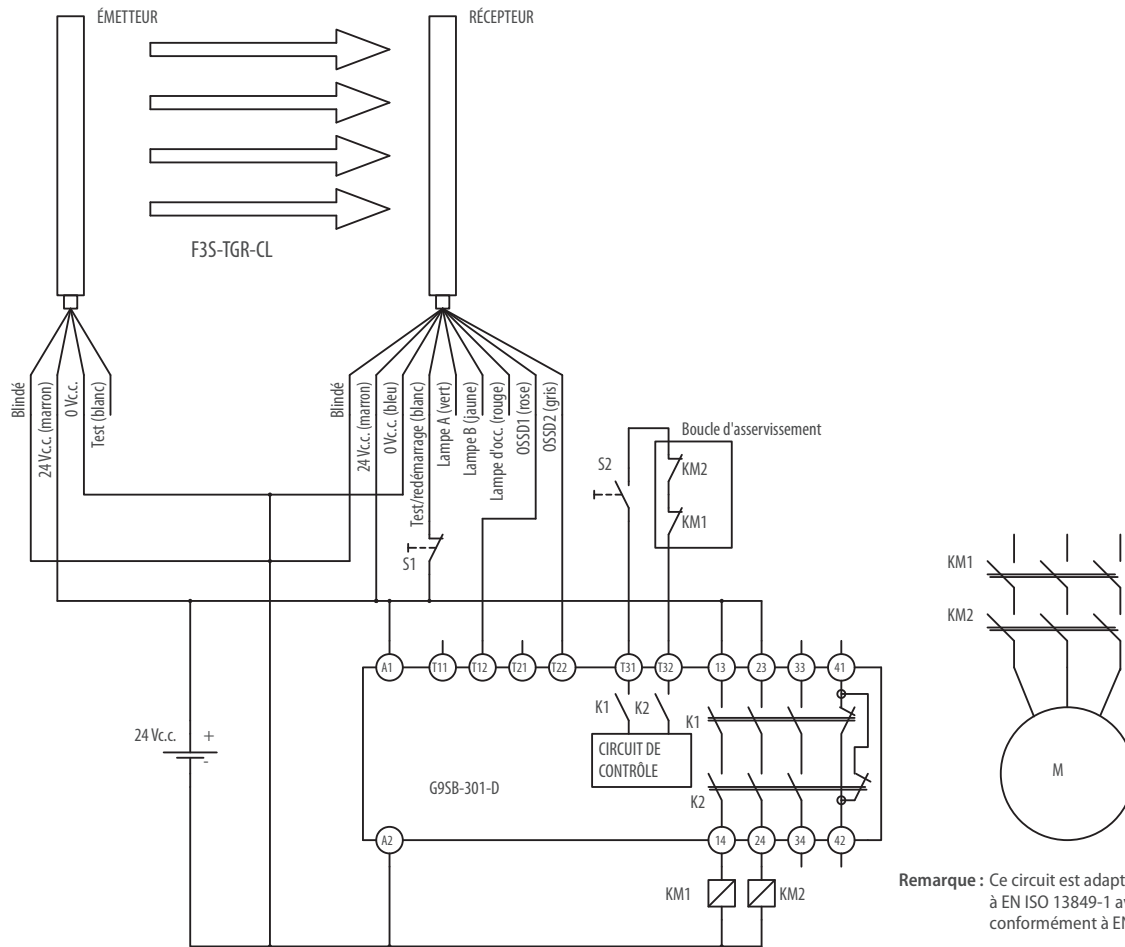 ÉMETTEUR
RÉCEPTEUR
F3S-TGR-CL
Blindé
24 Vc.c. (marron)
0 Vc.c.
Test (blanc)
Blindé
24 Vc.c. (marron)
0 Vc.c. (bleu)
Test/redémarrage (blanc)
Lampe A (vert)
Lampe B (jaune)
Lampe d'occ. (rouge)
OSSD1 (rose)
OSSD2 (gris)
Boucle d'asservissement
S2
KM2
KM1
S1
KM1
KM2
A1
T11
T12
T21
T22
T31
T32
13
23
33
41
K1
K2
K1
CIRCUIT DE
CONTRÔLE
24 Vc.c.
+
-
G9SB-301-D
K2
M
A2
14
24
34
42
KM1
KM2
Remarque : Ce circuit est adapt
à EN ISO 13849-1 a
conformément à EN